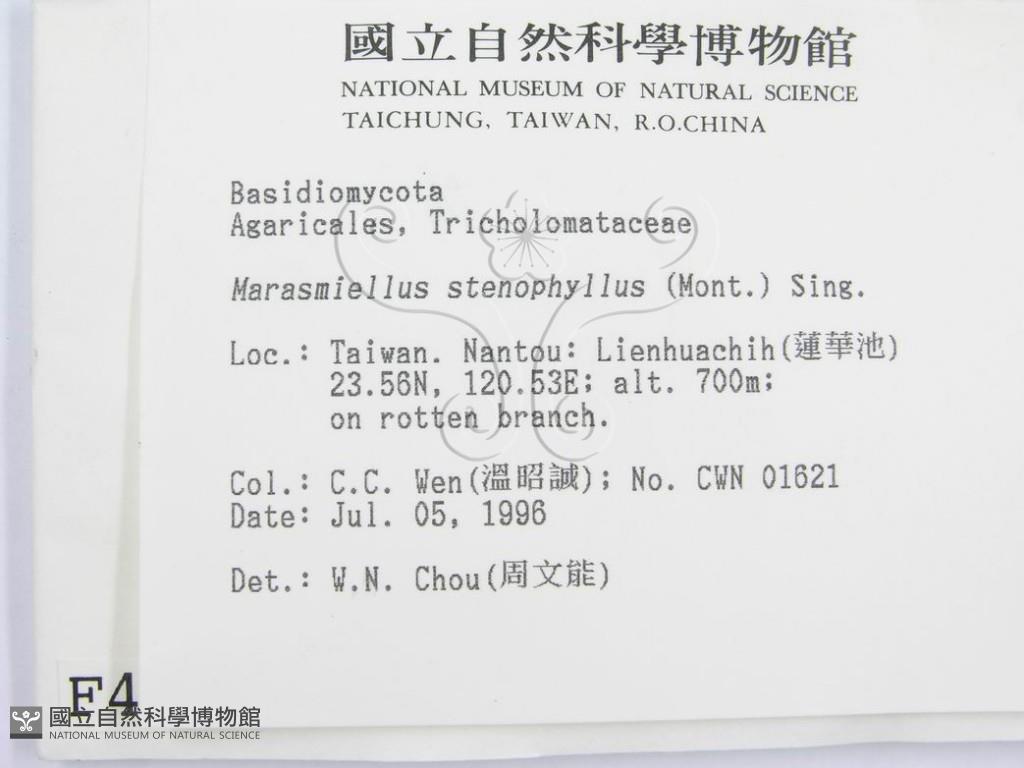 國立自然科學博物館
NATIONAL MUSEUM OF NATURAL SCIENCE
TAICHUNG, TAIWAN, R.O.CHINA
Basidiomycota
Agaricales, Tricholomataceae
Marasmiellus stenophyllus (Mont.) Sing.
Loc.: Taiwan. Nantou: Lienhuachih(蓮華池)
23.56N, 120.53E; alt. 700m;
on rotten branch.
Col.: C.C. Wen(溫昭誠); No. CWN 01621
Date: Jul. 05, 1996
Det.: W.N. Chou(周文能)
F4
國立自然科學博物館
NATIONAL MUSEUM OF NATURAL SCIENCE